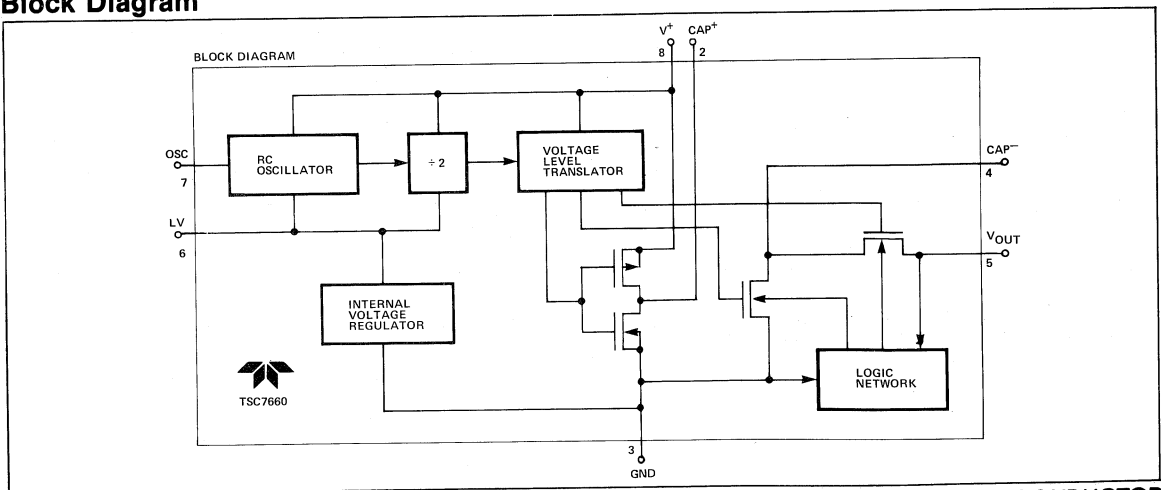 Block Diagram
BLOCK DIAGRAM
V+
CAP+
8
2
OSC
7
RC
OSCILLATOR
÷2
VOLTAGE
LEVEL
TRANSLATOR
CAP−
4
LV
6
VOUT
5
INTERNAL
VOLTAGE
REGULATOR
LOGIC
NETWORK
TSC7660
3
GND